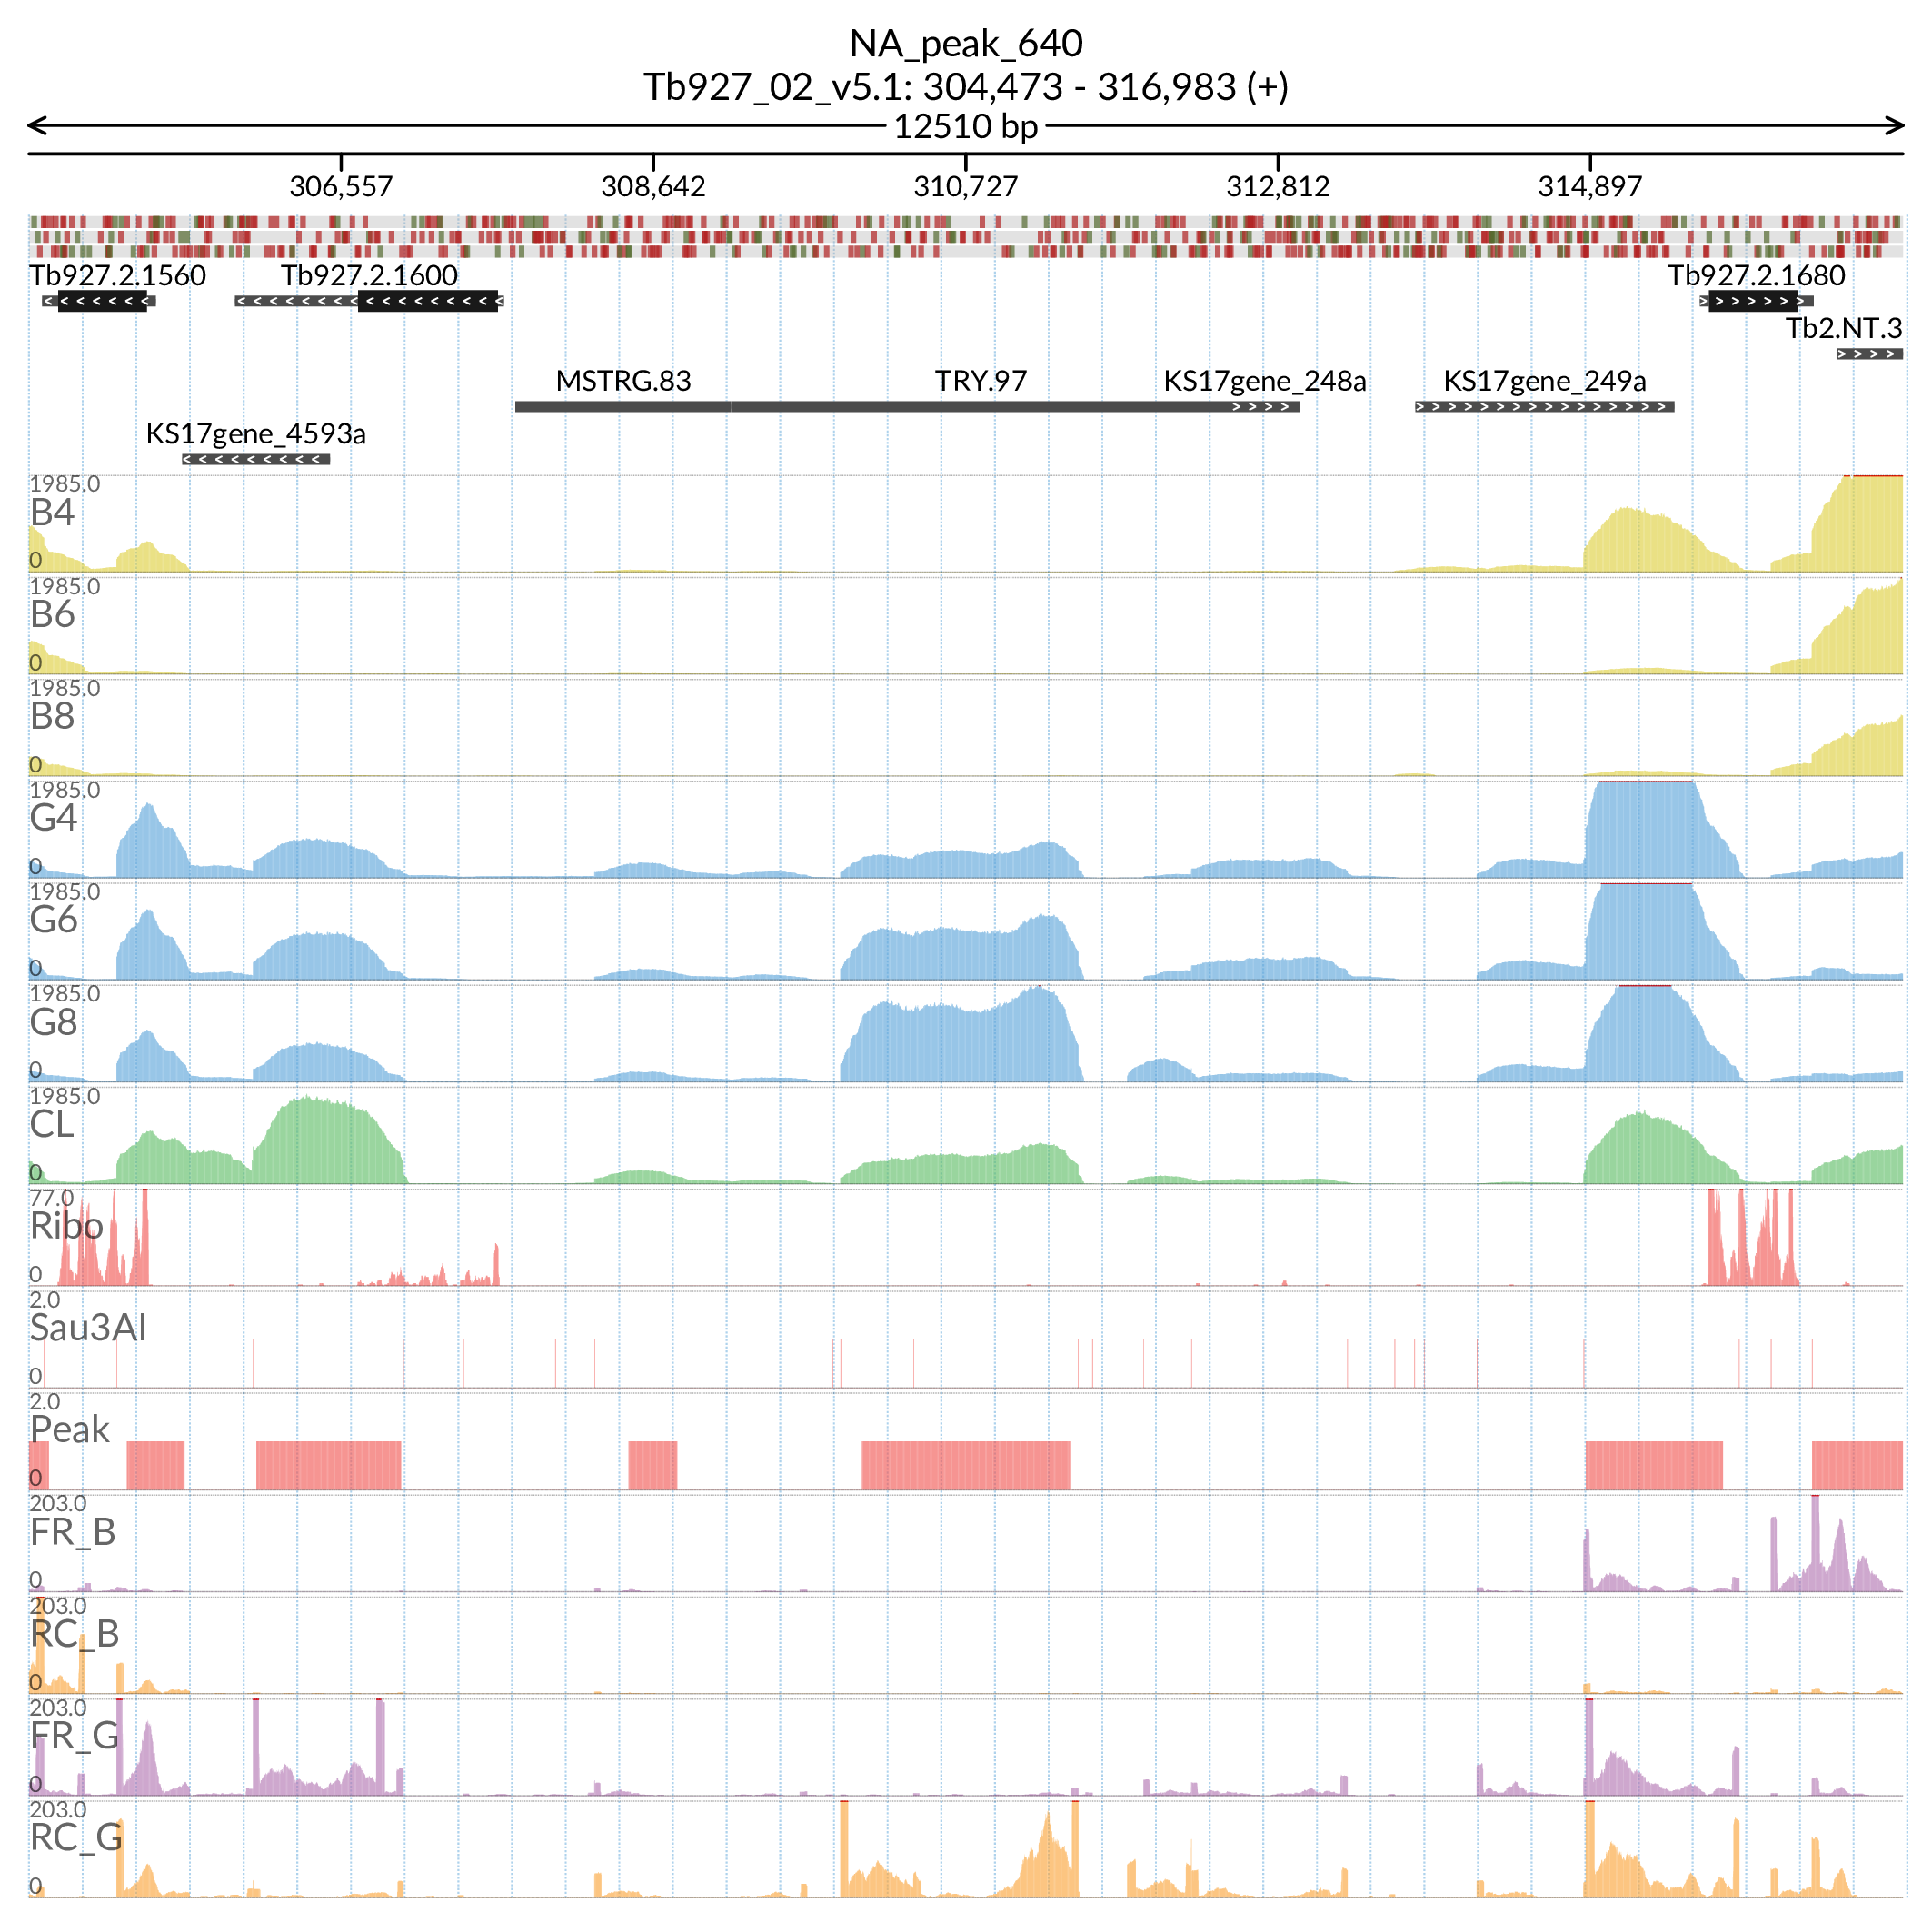 NA_peak_640
Tb927_02_v5.1: 304,473 - 316,983 (+)
12510 bp
306,557 308,642 310,727 312,812 314,897
Tb927.2.1560 Tb927.2.1600 Tb927.2.1680
Tb2.NT.3
MSTRG.83 TRY.97 KS17gene_248a KS17gene_249a
KS17gene_4593a
1985.0
B4
0
1985.0
B6
0
1985.0
B8
0
1985.0
G4
0
1985.0
G6
0
1985.0
G8
0
1985.0
CL
0
77.0
Ribo
0
2.0
Sau3AI
0
2.0
Peak
0
203.0
FR_B
0
203.0
RC_B
0
203.0
FR_G
0
203.0
RC_G
0